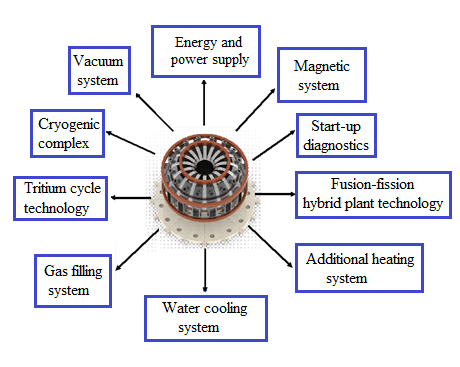 Energy and
power supply
Vacuum
system
Magnetic
system
Cryogenic
complex
Start-up
diagnostics
Tritium cycle
technology
Fusion-fission
hybrid plant technology
Gas filling
system
Additional heating
system
Water cooling
system